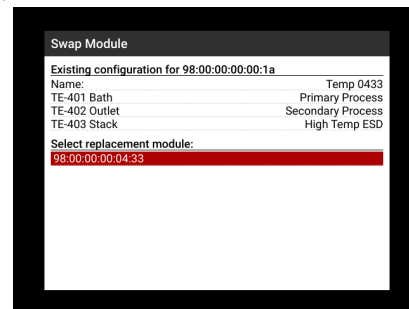 Swap Module
Existing configuration for 98:00:00:00:00:1a
Name: Temp 0433
TE-401 Bath Primary Process
TE-402 Outlet Secondary Process
TE-403 Stack High Temp ESD
Select replacement module:
98:00:00:00:04:33